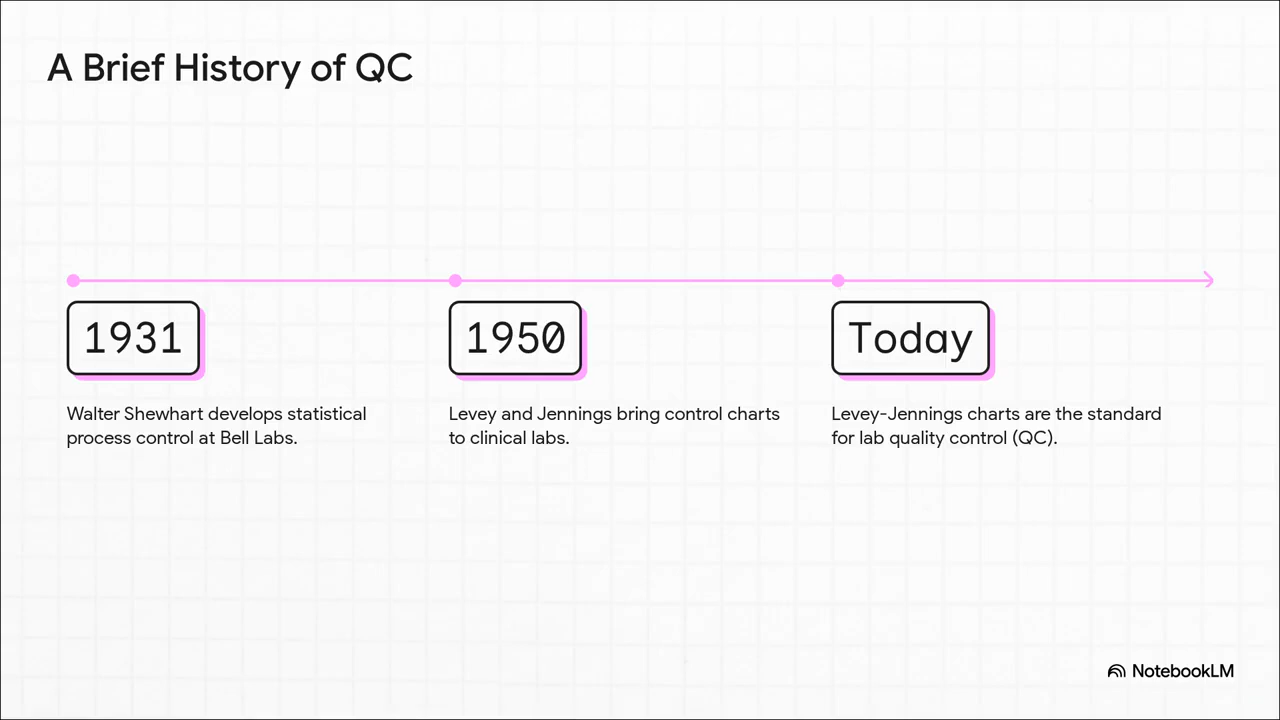 A Brief History of QC
1931
Walter Shewhart develops statistical
process control at Bell Labs.
1950
Levey and Jennings bring control charts
to clinical labs.
Today
Levey-Jennings charts are the standard
for lab quality control (QC).
NotebookLM